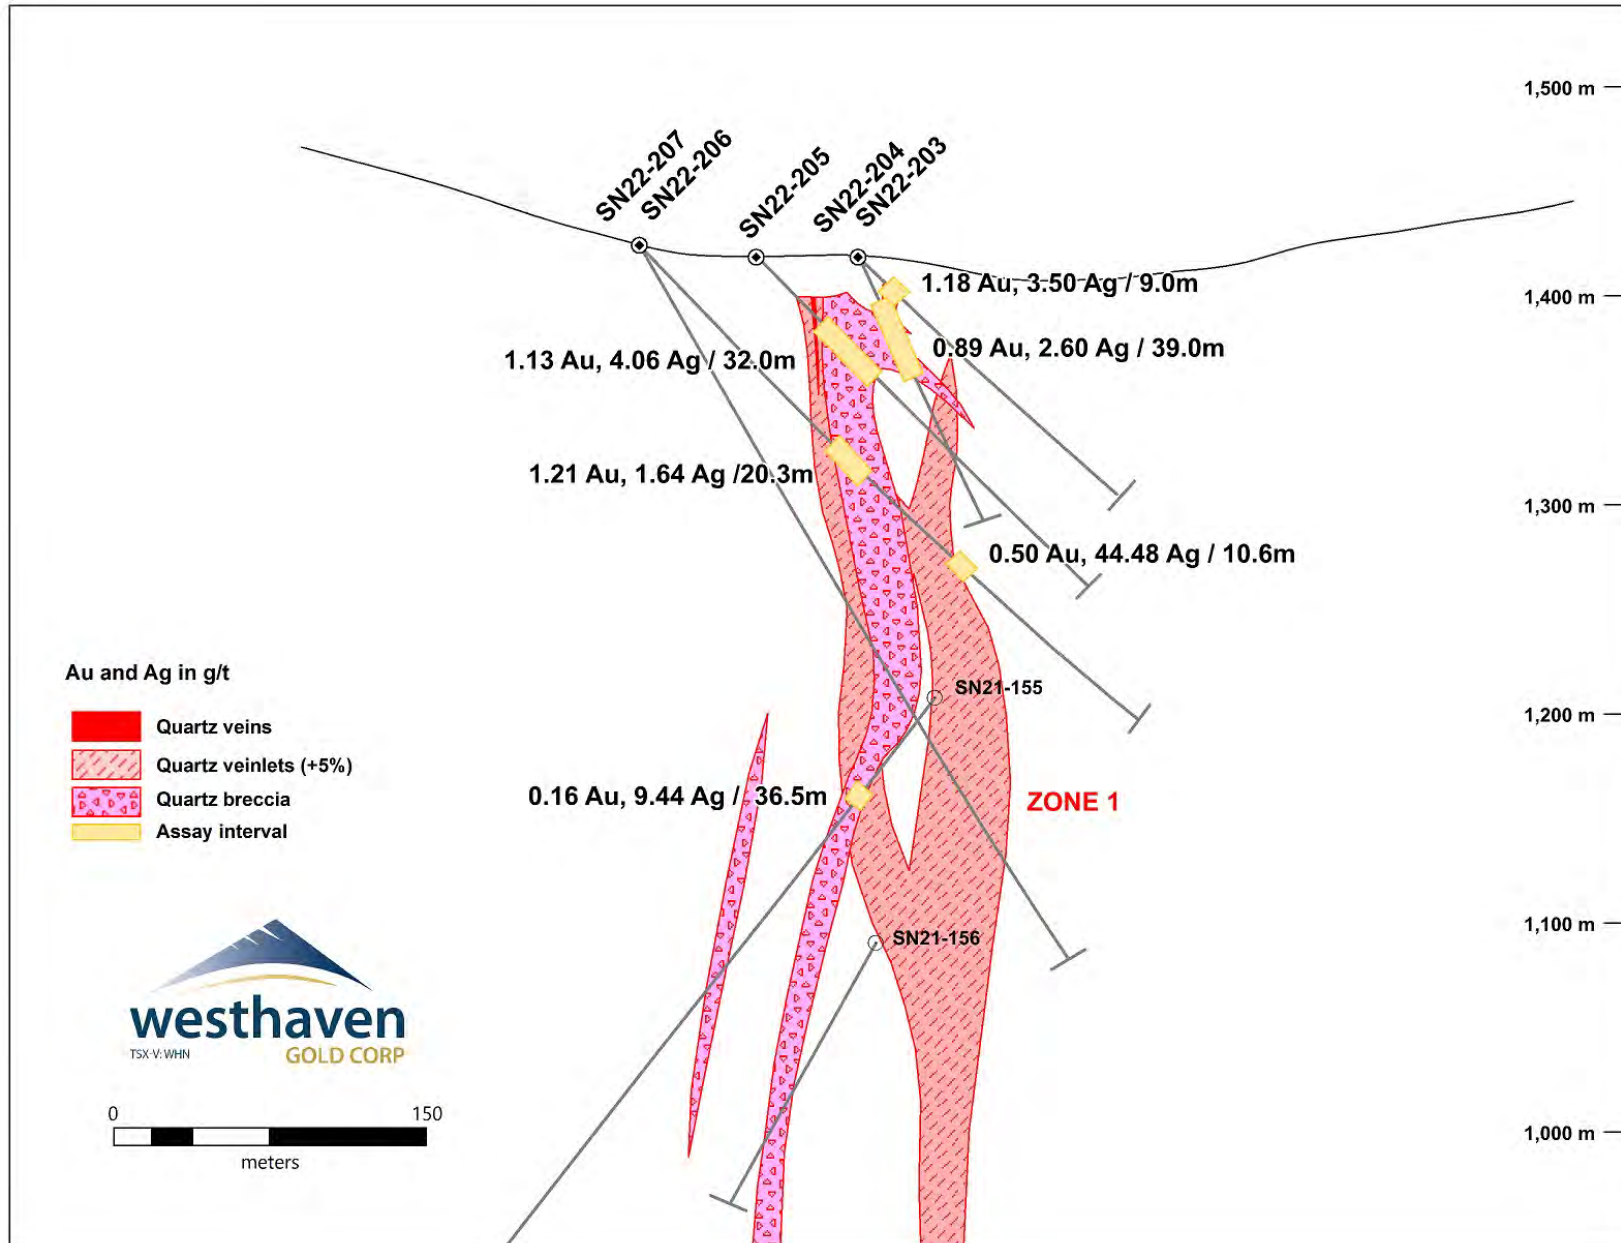 1,500 m
SN22-207
SN22-206
SN22-205
SN22-204
SN22-203
1.18 Au, 3.50 Ag / 9.0m
1,400 m
0.89 Au, 2.60 Ag / 39.0m
1.13 Au, 4.06 Ag / 32.0m
1.21 Au, 1.64 Ag /20.3m
1,300 m
0.50 Au, 44.48 Ag / 10.6m
Au and Ag in g/t
SN21-155
1,200 m
Quartz veins
Quartz veinlets (+5%)
Quartz breccia
Assay interval
0.16 Au, 9.44 Ag / 36.5m
ZONE 1
1,100 m
SN21-156
westhaven
TSX-V: WHN
GOLD CORP
0 150
meters
1,000 m